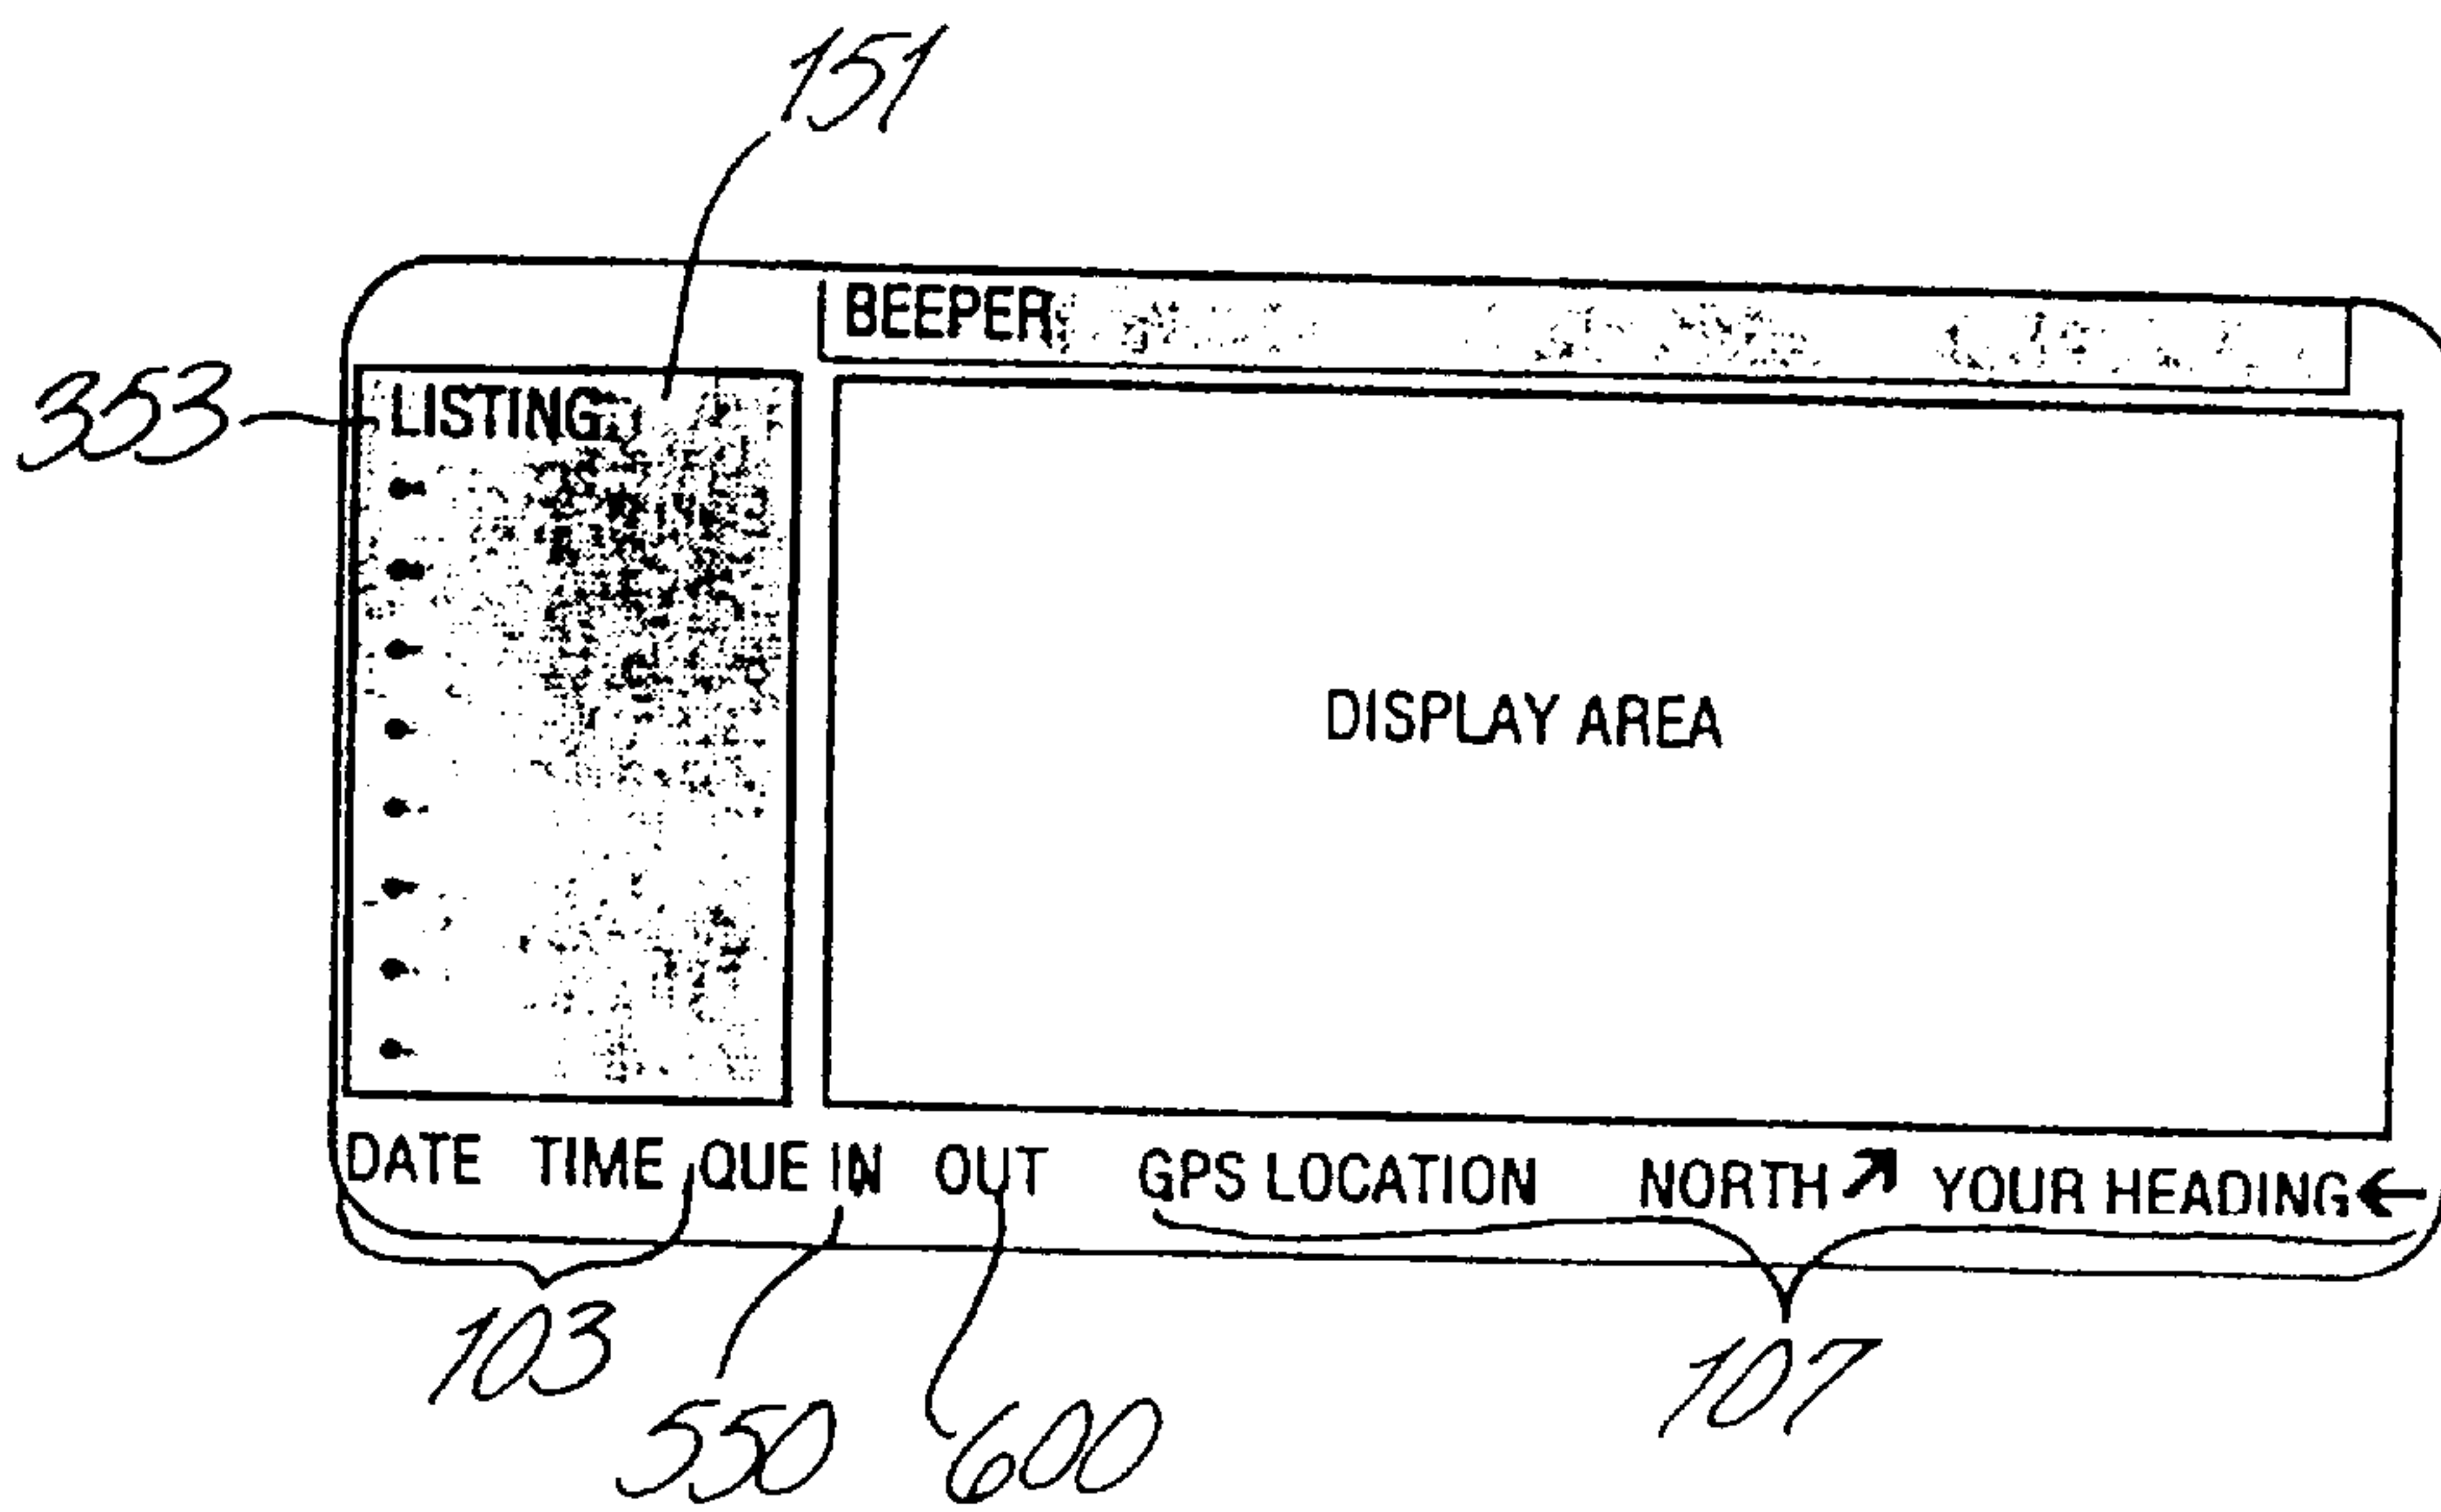 151
BEEPER
353
LISTING
DISPLAY AREA
DATE TIME QUE IN OUT GPS LOCATION NORTH ↗ YOUR HEADING ←
103
107
550
600